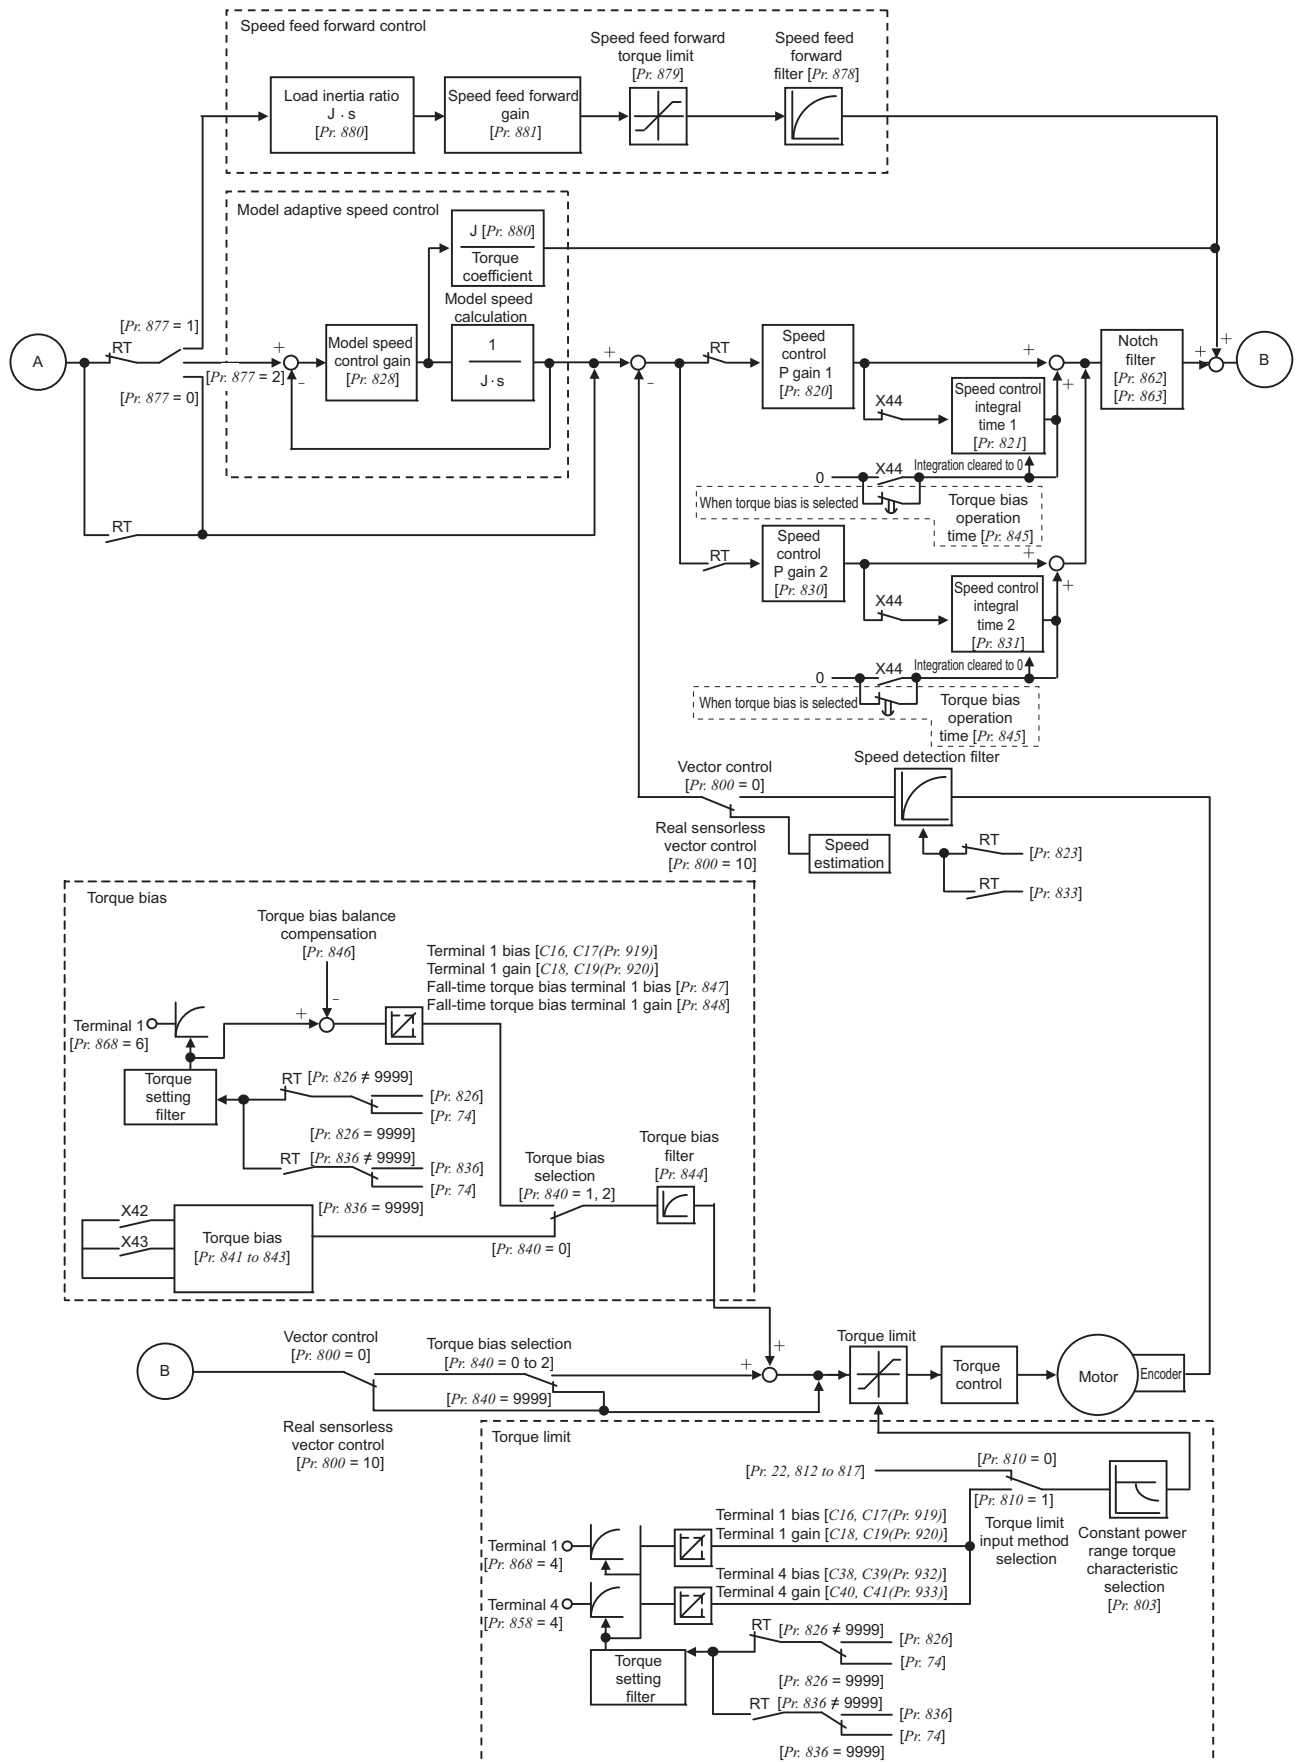 Speed feed forward control
Speed feed forward
torque limit
[Pr. 879]
Speed feed
forward
filter [Pr. 878]
Load inertia ratio
J · s
[Pr. 880]
Speed feed forward
gain
[Pr. 881]
Model adaptive speed control
J [Pr. 880]
Torque
coefficient
Model speed
calculation
[Pr. 877 = 1]
RT
A
[Pr. 877 = 2]
[Pr. 877 = 0]
+
-
Model speed
control gain
[Pr. 828]
1
J · s
+
-
RT
Speed
control
P gain 1
[Pr. 820]
+
+
X44
Speed control
integral
time 1
[Pr. 821]
Notch
filter
[Pr. 862]
[Pr. 863]
+
+
B
0
X44
Integration cleared to 0
When torque bias is selected
Torque bias
operation
time [Pr. 845]
RT
RT
Speed
control
P gain 2
[Pr. 830]
+
+
X44
Speed control
integral
time 2
[Pr. 831]
0
X44
Integration cleared to 0
When torque bias is selected
Torque bias
operation
time [Pr. 845]
Speed detection filter
Vector control
[Pr. 800 = 0]
Real sensorless
vector control
[Pr. 800 = 10]
Speed
estimation
RT
[Pr. 823]
RT
[Pr. 833]
Torque bias
Torque bias balance
compensation
[Pr. 846]
Terminal 1 bias [C16, C17(Pr. 919)]
Terminal 1 gain [C18, C19(Pr. 920)]
Fall-time torque bias terminal 1 bias [Pr. 847]
Fall-time torque bias terminal 1 gain [Pr. 848]
-
+
Terminal 1
[Pr. 868 = 6]
Torque
setting
filter
RT
[Pr. 826 ≠ 9999]
[Pr. 826]
[Pr. 74]
[Pr. 826 = 9999]
RT
[Pr. 836 ≠ 9999]
[Pr. 836]
[Pr. 74]
[Pr. 836 = 9999]
Torque bias
selection
[Pr. 840 = 1, 2]
Torque bias
filter
[Pr. 844]
X42
X43
Torque bias
[Pr. 841 to 843]
[Pr. 840 = 0]
B
Vector control
[Pr. 800 = 0]
Torque bias selection
[Pr. 840 = 0 to 2]
[Pr. 840 = 9999]
Real sensorless
vector control
[Pr. 800 = 10]
+
+
Torque limit
Torque
control
Motor
Encoder
Torque limit
[Pr. 22, 812 to 817]
[Pr. 810 = 0]
[Pr. 810 = 1]
Torque limit
input method
selection
Constant power
range torque
characteristic
selection
[Pr. 803]
Terminal 1
[Pr. 868 = 4]
Terminal 1 bias [C16, C17(Pr. 919)]
Terminal 1 gain [C18, C19(Pr. 920)]
Terminal 4
[Pr. 858 = 4]
Terminal 4 bias [C38, C39(Pr. 932)]
Terminal 4 gain [C40, C41(Pr. 933)]
Torque
setting
filter
RT
[Pr. 826 ≠ 9999]
[Pr. 826]
[Pr. 74]
[Pr. 826 = 9999]
RT
[Pr. 836 ≠ 9999]
[Pr. 836]
[Pr. 74]
[Pr. 836 = 9999]